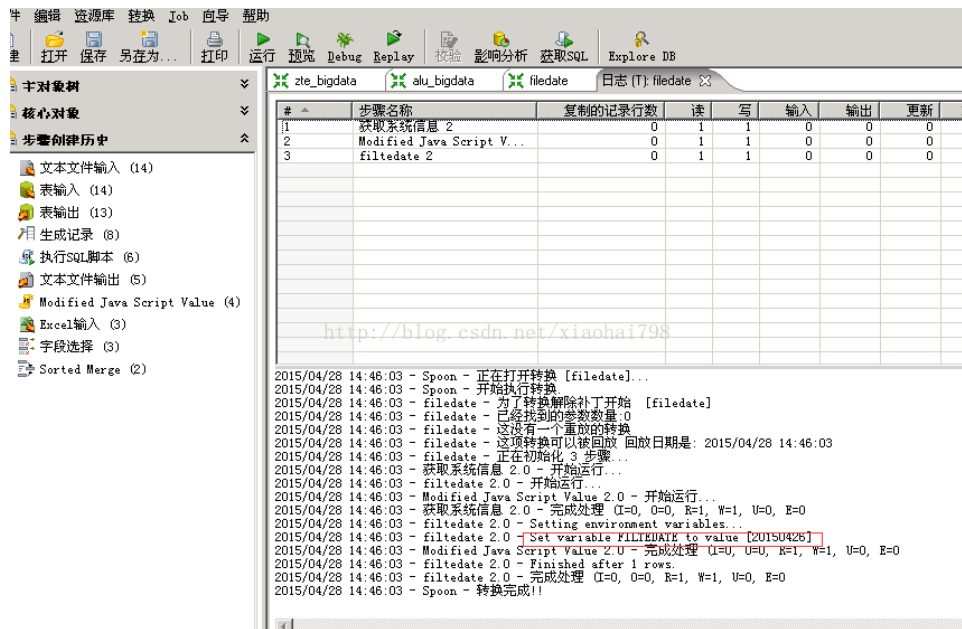 件 编辑 资源库 转换 Job 向导 帮助
建 打开 保存 另存为... 打印 运行 预览 Debug Replay 校验 影响分析 获取SQL Explore DB
主对象树
核心对象
步骤创建历史
文本文件输入 (14)
表输入 (14)
表输出 (13)
生成记录 (8)
执行SQL脚本 (6)
文本文件输出 (5)
Modified Java Script Value (4)
Excel输入 (3)
字段选择 (3)
Sorted Merge (2)
zte_bigdata alu_bigdata filedate 日志 (T): filedate
# 步骤名称 复制的记录行数 读 写 输入 输出 更新
1 获取系统信息 2 0 1 1 0 0 0
2 Modified Java Script V... 0 1 1 0 0 0
3 filtedate 2 0 1 1 0 0 0
http://blog.csdn.net/xiaohai798
2015/04/28 14:46:03 - Spoon - 正在打开转换 [filedate]...
2015/04/28 14:46:03 - Spoon - 开始执行转换.
2015/04/28 14:46:03 - filedate - 为了转换解除补丁开始 [filedate]
2015/04/28 14:46:03 - filedate - 已经找到的参数数量:0
2015/04/28 14:46:03 - filedate - 这没有一个重放的转换
2015/04/28 14:46:03 - filedate - 这项转换可以被回放 回放日期是: 2015/04/28 14:46:03
2015/04/28 14:46:03 - filedate - 正在初始化 3 步骤...
2015/04/28 14:46:03 - 获取系统信息 2.0 - 开始运行...
2015/04/28 14:46:03 - filtedate 2.0 - 开始运行...
2015/04/28 14:46:03 - Modified Java Script Value 2.0 - 开始运行...
2015/04/28 14:46:03 - 获取系统信息 2.0 - 完成处理 (I=0, O=0, R=1, W=1, U=0, E=0
2015/04/28 14:46:03 - filtedate 2.0 - Setting environment variables...
2015/04/28 14:46:03 - filtedate 2.0 - Set variable FILTEDATE to value [20150426]
2015/04/28 14:46:03 - Modified Java Script Value 2.0 - 完成处理 (I=0, O=0, R=1, W=1, U=0, E=0
2015/04/28 14:46:03 - filtedate 2.0 - Finished after 1 rows.
2015/04/28 14:46:03 - filtedate 2.0 - 完成处理 (I=0, O=0, R=1, W=1, U=0, E=0
2015/04/28 14:46:03 - Spoon - 转换完成!!